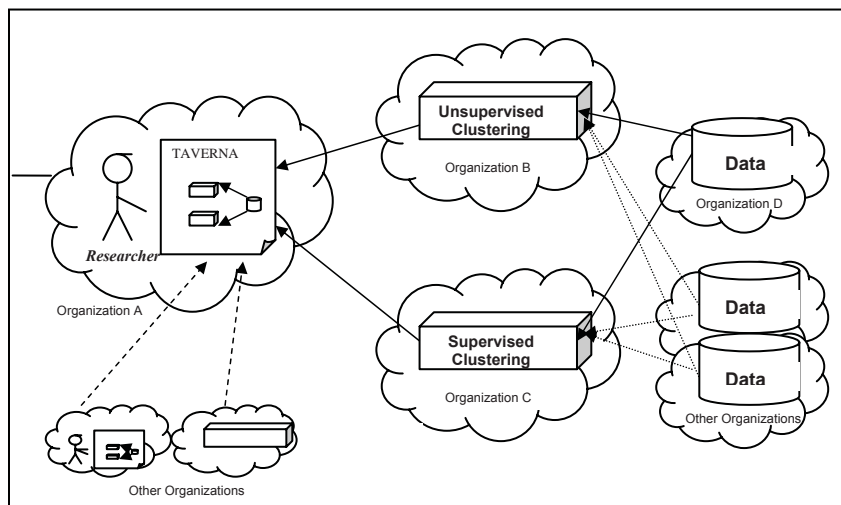 TAVERNA
Researcher
Organization A
Unsupervised
Clustering
Organization B
Data
Organization D
Supervised
Clustering
Organization C
Data
Data
Other Organizations
Other Organizations